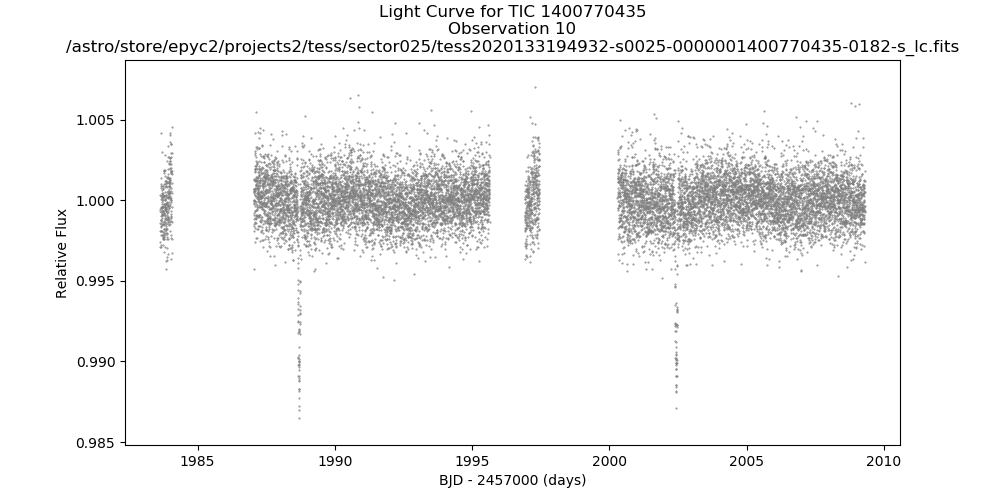 Light Curve for TIC 1400770435
Observation 10
/astro/store/epyc2/projects2/tess/sector025/tess2020133194932-s0025-0000001400770435-0182-s_lc.fits
1.005
1.000
0.995
0.990
0.985
Relative Flux
1985
1990
1995
2000
2005
2010
BJD - 2457000 (days)